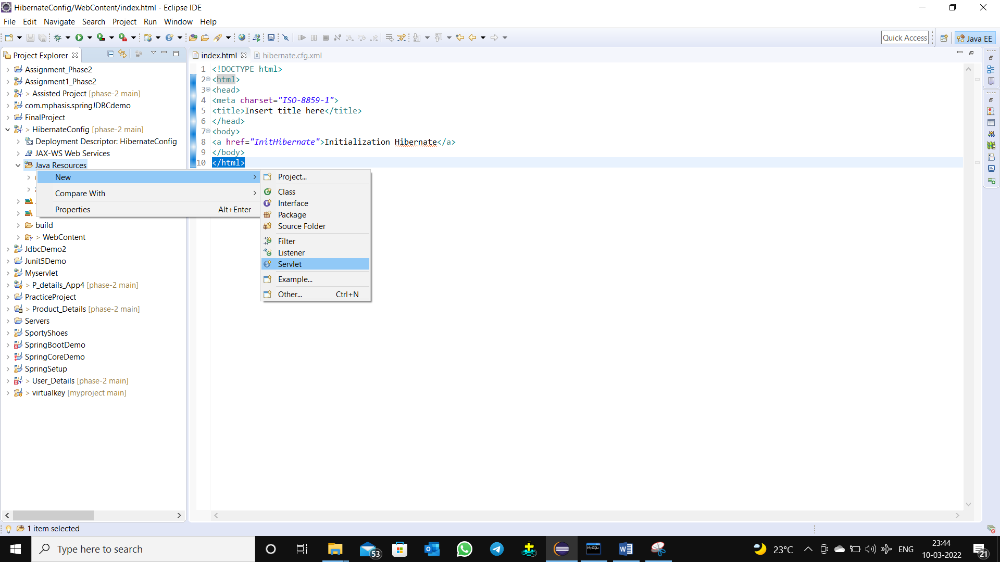 HibernateConfig/WebContent/index.html - Eclipse IDE
File Edit Navigate Search Project Run Window Help
Quick Access
Java EE
Project Explorer
Assignment_Phase2
Assignment1_Phase2
> Assisted Project [phase-2 main]
com.mphasis.springJDBCdemo
FinalProject
> HibernateConfig [phase-2 main]
Deployment Descriptor: HibernateConfig
JAX-WS Web Services
Java Resources
build
> WebContent
JdbcDemo2
Junit5Demo
Myservlet
> P_details_App4 [phase-2 main]
PracticeProject
> Product_Details [phase-2 main]
Servers
SportyShoes
SpringBootDemo
SpringCoreDemo
SpringSetup
> User_Details [phase-2 main]
> virtualkey [myproject main]
New
Compare With
Properties Alt+Enter
Project...
Class
Interface
Package
Source Folder
Filter
Listener
Servlet
Example...
Other... Ctrl+N
index.html hibernate.cfg.xml
1 <!DOCTYPE html>
2 <html>
3 <head>
4 <meta charset="ISO-8859-1">
5 <title>Insert title here</title>
6 </head>
7 <body>
8 <a href="InitHibernate">Initialization Hibernate</a>
9 </body>
10 </html>
1 item selected
Type here to search
53
MySQL
23°C
ENG
23:44
10-03-2022
21